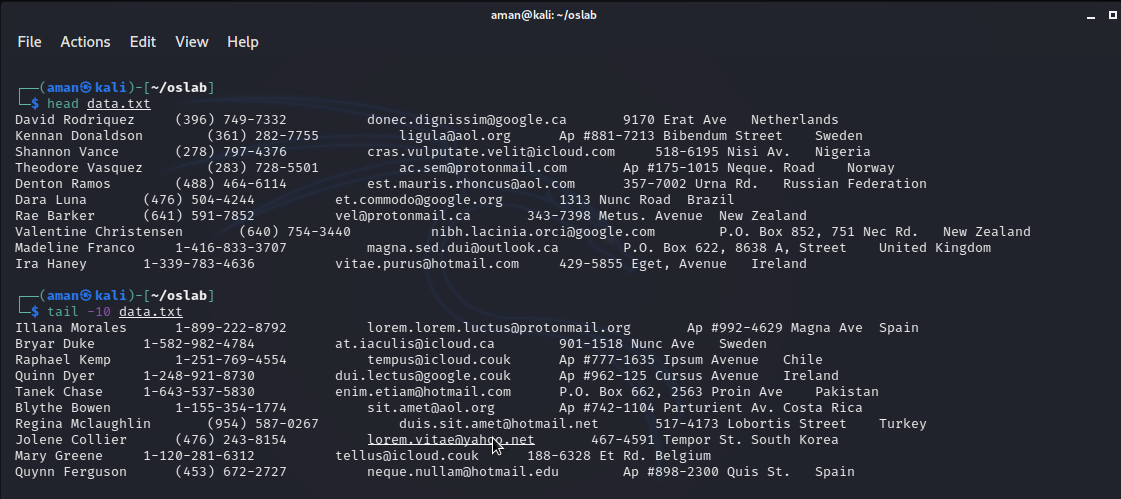 aman@kali: ~/oslab
File Actions Edit View Help
┌──(aman㉿kali)-[~/oslab]
└─$ head data.txt
David Rodriquez (396) 749-7332 donec.dignissim@google.ca 9170 Erat Ave Netherlands
Kennan Donaldson (361) 282-7755 ligula@aol.org Ap #881-7213 Bibendum Street Sweden
Shannon Vance (278) 797-4376 cras.vulputate.velit@icloud.com 518-6195 Nisi Av. Nigeria
Theodore Vasquez (283) 728-5501 ac.sem@protonmail.com Ap #175-1015 Neque. Road Norway
Denton Ramos (488) 464-6114 est.mauris.rhoncus@aol.com 357-7002 Urna Rd. Russian Federation
Dara Luna (476) 504-4244 et.commodo@google.org 1313 Nunc Road Brazil
Rae Barker (641) 591-7852 vel@protonmail.ca 343-7398 Metus. Avenue New Zealand
Valentine Christensen (640) 754-3440 nibh.lacinia.orci@google.com P.O. Box 852, 751 Nec Rd. New Zealand
Madeline Franco 1-416-833-3707 magna.sed.dui@outlook.ca P.O. Box 622, 8638 A, Street United Kingdom
Ira Haney 1-339-783-4636 vitae.purus@hotmail.com 429-5855 Eget, Avenue Ireland
┌──(aman㉿kali)-[~/oslab]
└─$ tail -10 data.txt
Illana Morales 1-899-222-8792 lorem.lorem.luctus@protonmail.org Ap #992-4629 Magna Ave Spain
Bryar Duke 1-582-982-4784 at.iaculis@icloud.ca 901-1518 Nunc Ave Sweden
Raphael Kemp 1-251-769-4554 tempus@icloud.couk Ap #777-1635 Ipsum Avenue Chile
Quinn Dyer 1-248-921-8730 dui.lectus@google.couk Ap #962-125 Cursus Avenue Ireland
Tanek Chase 1-643-537-5830 enim.etiam@hotmail.com P.O. Box 662, 2563 Proin Ave Pakistan
Blythe Bowen 1-155-354-1774 sit.amet@aol.org Ap #742-1104 Parturient Av. Costa Rica
Regina Mclaughlin (954) 587-0267 duis.sit.amet@hotmail.net 517-4173 Lobortis Street Turkey
Jolene Collier (476) 243-8154 lorem.vitae@yahoo.net 467-4591 Tempor St. South Korea
Mary Greene 1-120-281-6312 tellus@icloud.couk 188-6328 Et Rd. Belgium
Quynn Ferguson (453) 672-2727 neque.nullam@hotmail.edu Ap #898-2300 Quis St. Spain